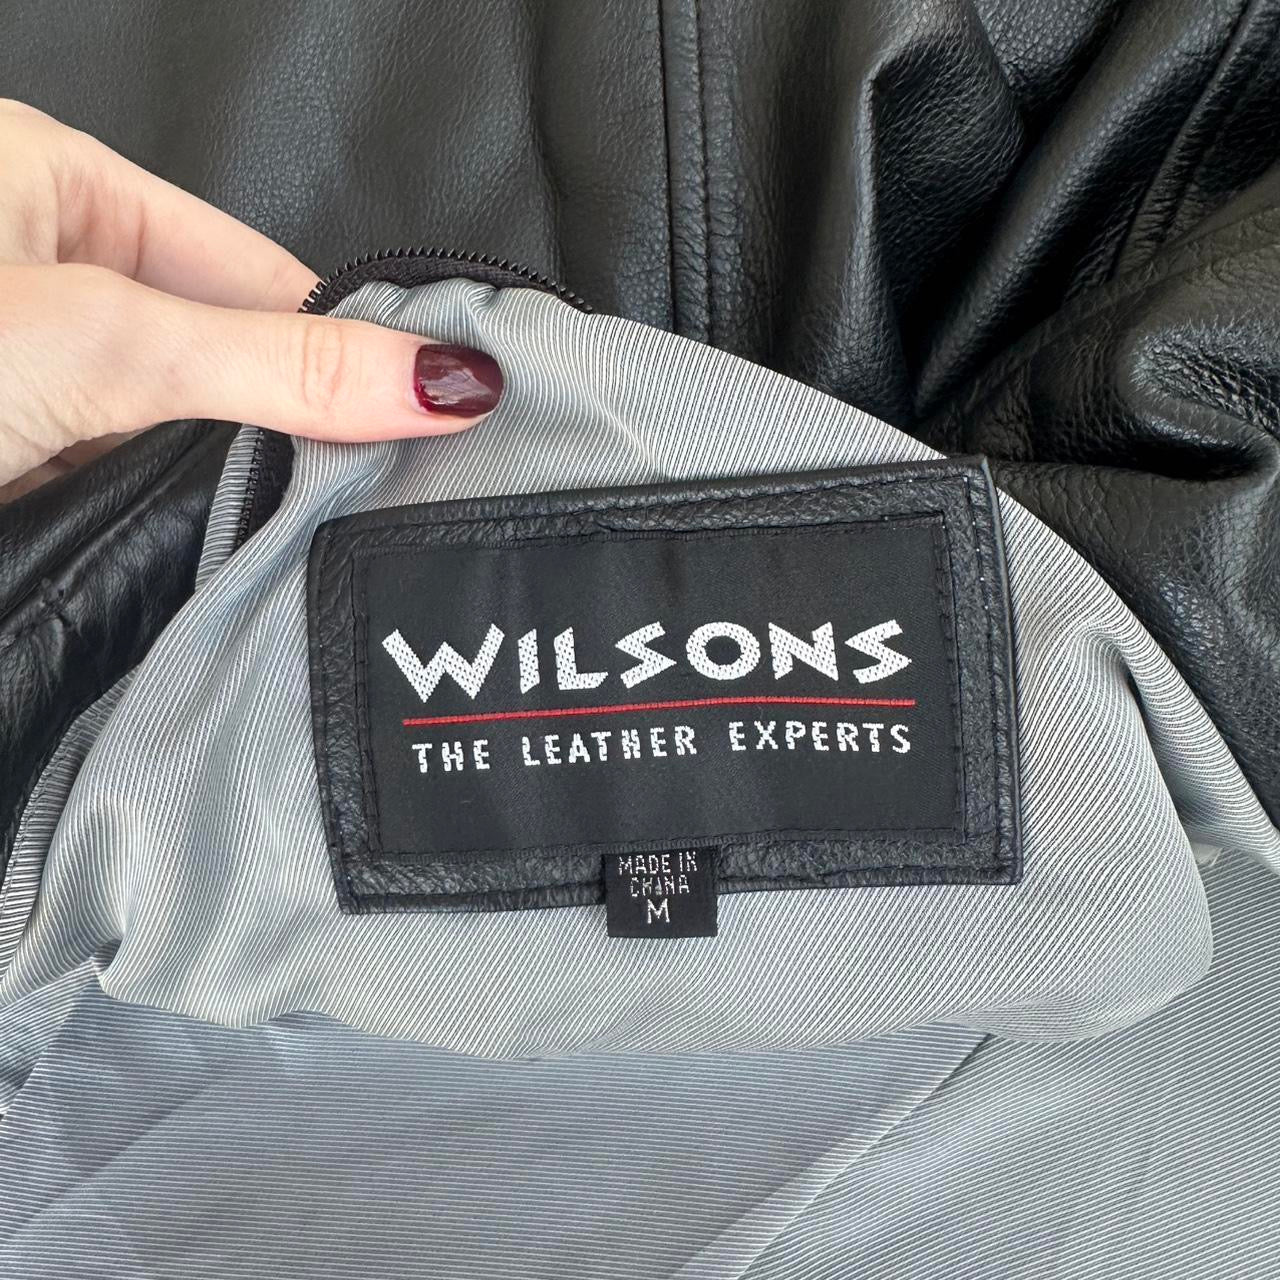 WILSONS
THE LEATHER EXPERTS
MADE IN
CHINA
M